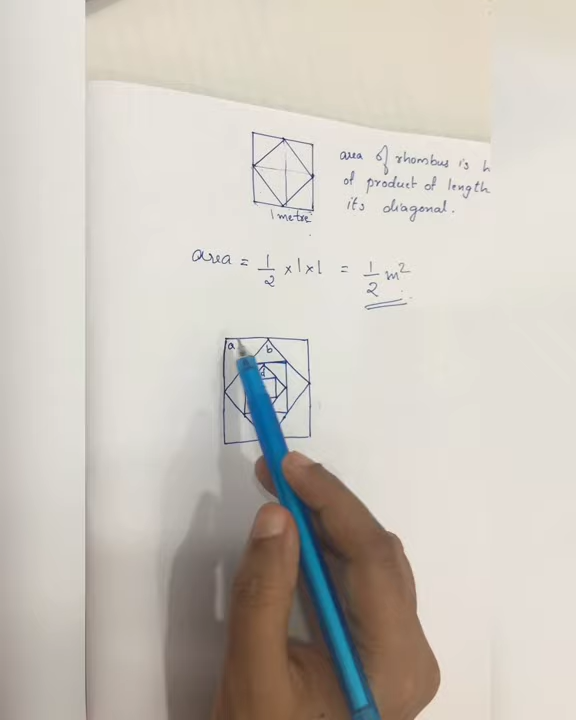 area of rhombus is h
of product of length
its diagonal.
1 metre
area = 1/2 x 1 x 1 = 1/2 m²
a
b
d